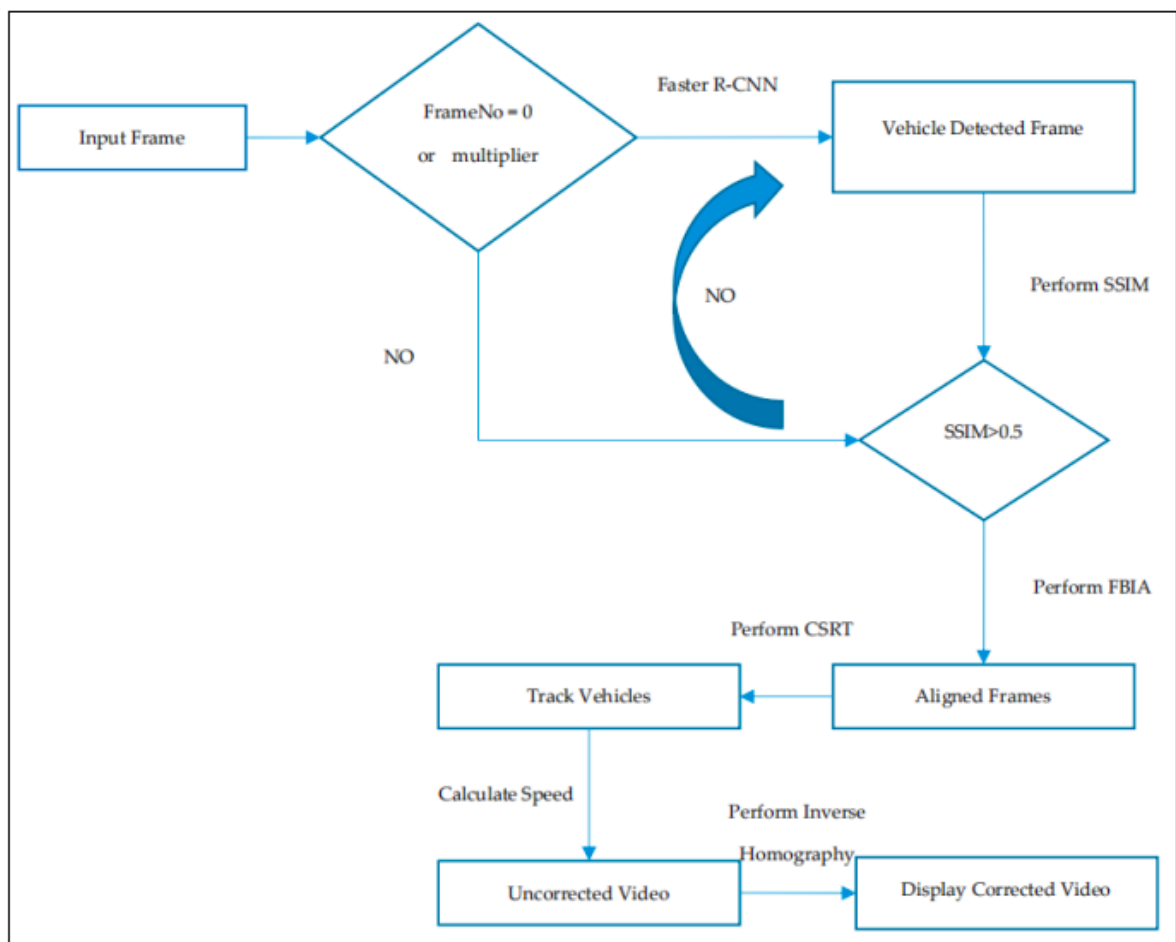 Input Frame
FrameNo = 0
or multiplier
Faster R-CNN
Vehicle Detected Frame
NO
Perform SSIM
NO
SSIM>0.5
Perform FBIA
Perform CSRT
Track Vehicles
Aligned Frames
Calculate Speed
Perform Inverse
Homography
Uncorrected Video
Display Corrected Video